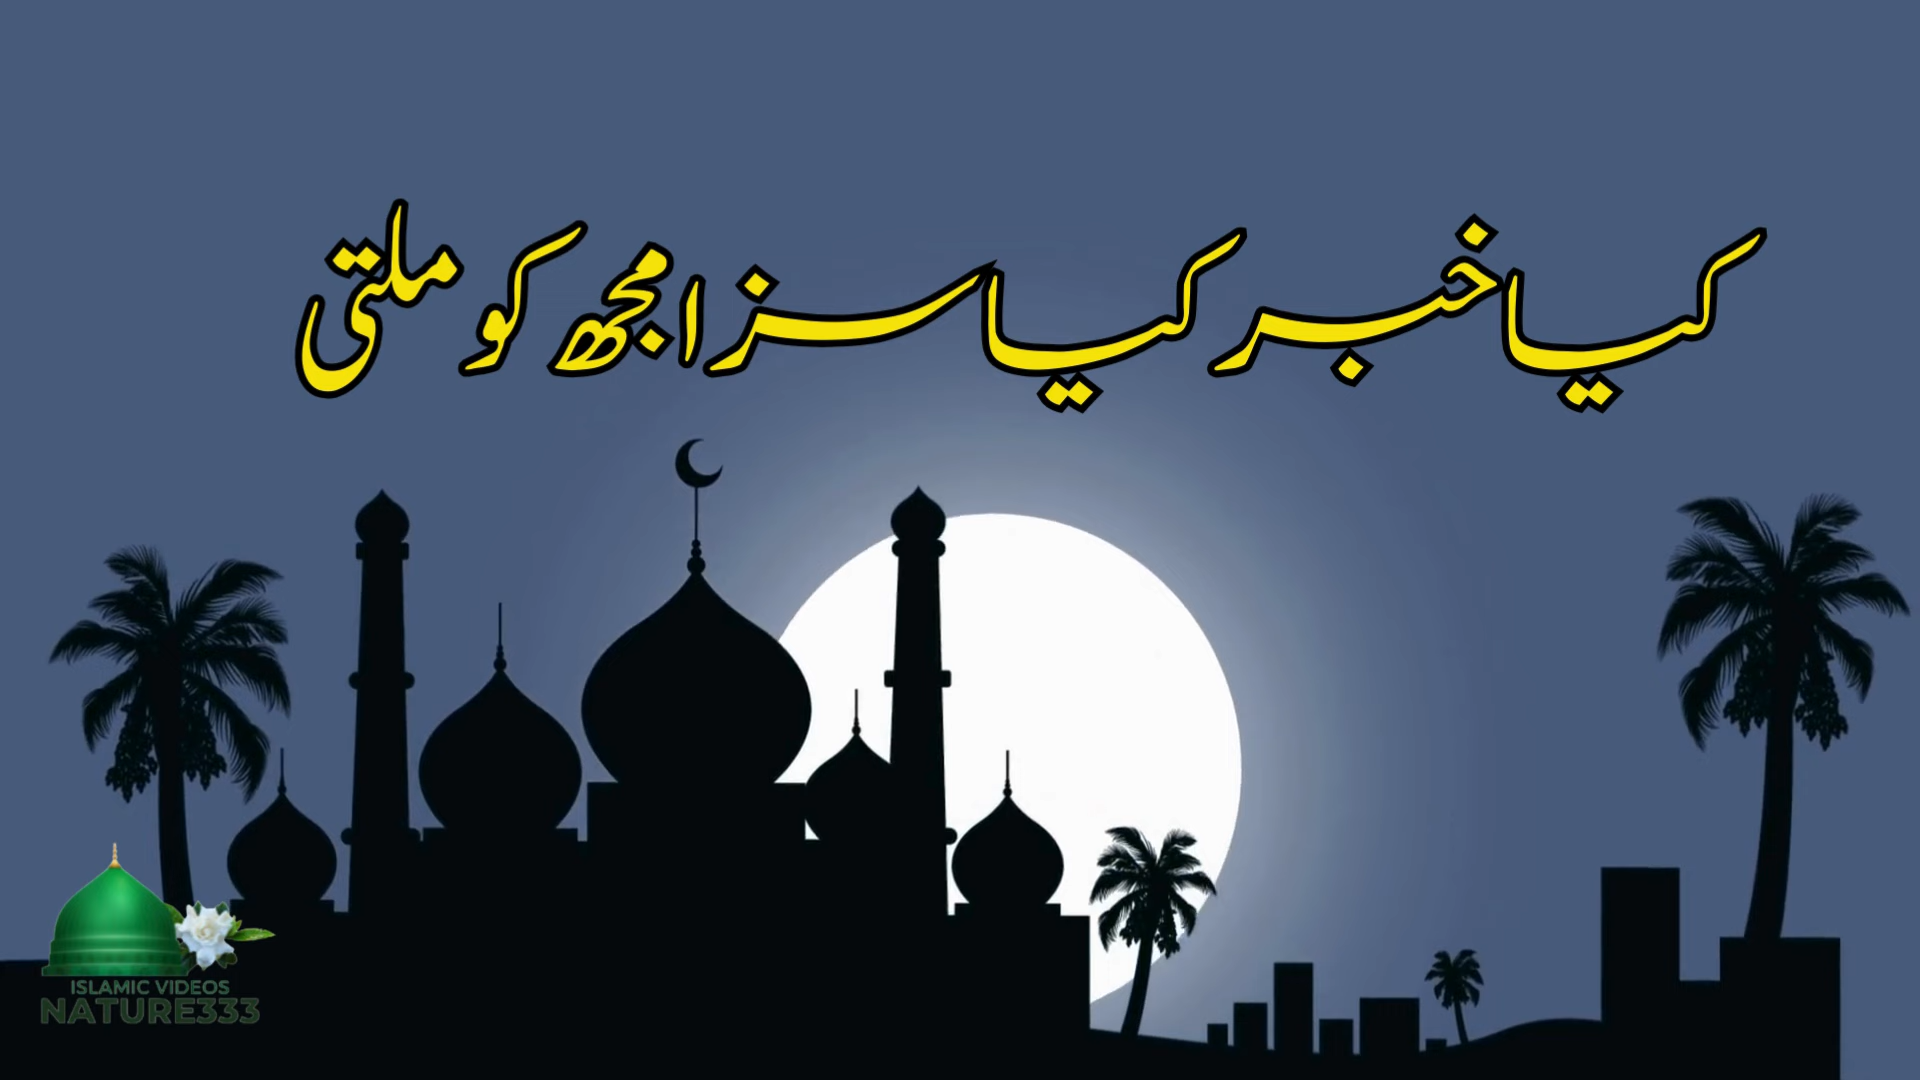 کیا خبر کیا سزا مجھ کو ملتی
ISLAMIC VIDEOS
NATURE333